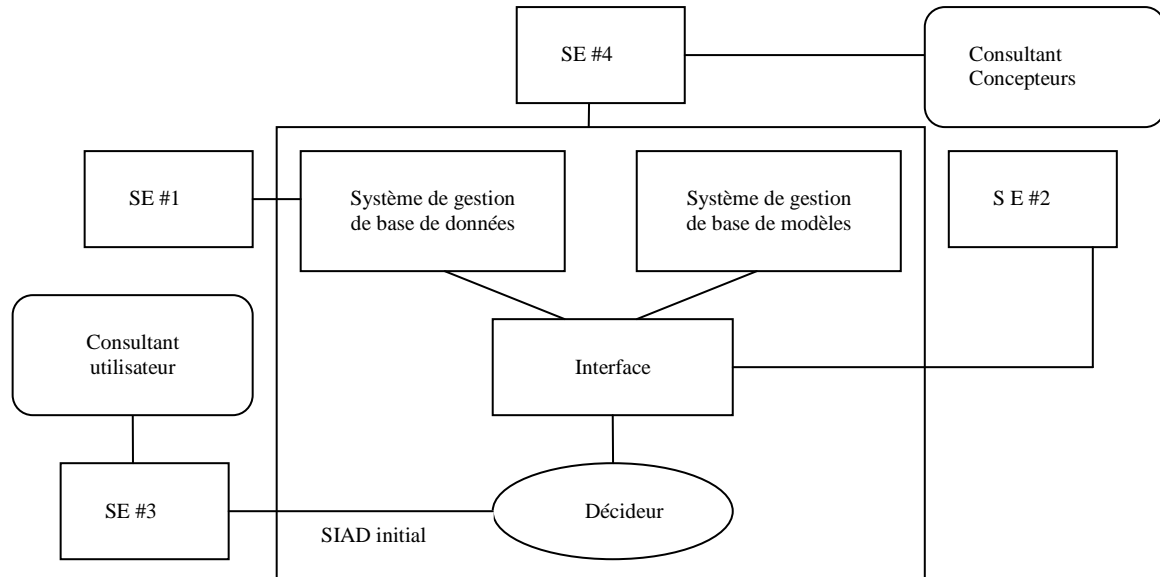 SE #4
Consultant
Concepteurs
SE #1
Système de gestion
de base de données
Système de gestion
de base de modèles
S E #2
Consultant
utilisateur
Interface
SE #3
SIAD initial
Décideur